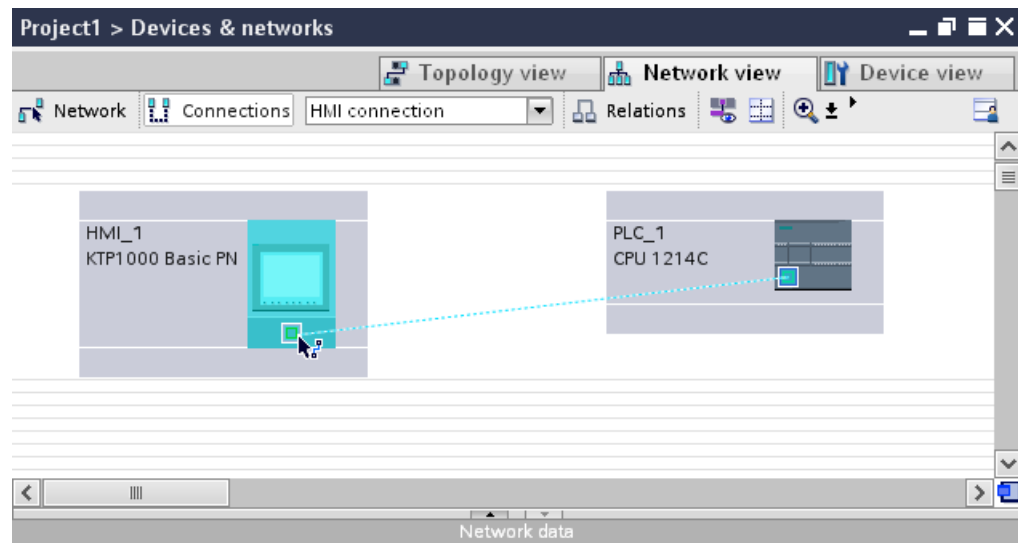 Project1 > Devices & networks
Topology view Network view Device view
Network Connections HMI connection Relations
HMI_1
KTP1000 Basic PN
PLC_1
CPU 1214C
Network data